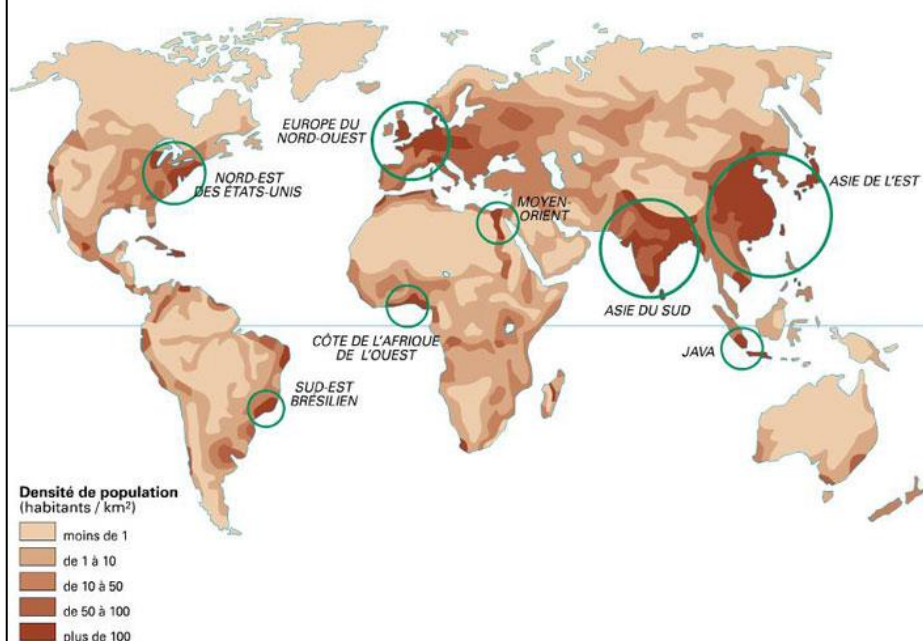 EUROPE DU
NORD-OUEST
NORD-EST
DES ÉTATS-UNIS
MOYEN-
ORIENT
ASIE DE L'EST
ASIE DU SUD
CÔTE DE L'AFRIQUE
DE L'OUEST
JAVA
SUD-EST
BRÉSILIEN
Densité de population
(habitants / km²)
moins de 1
de 1 à 10
de 10 à 50
de 50 à 100
plus de 100